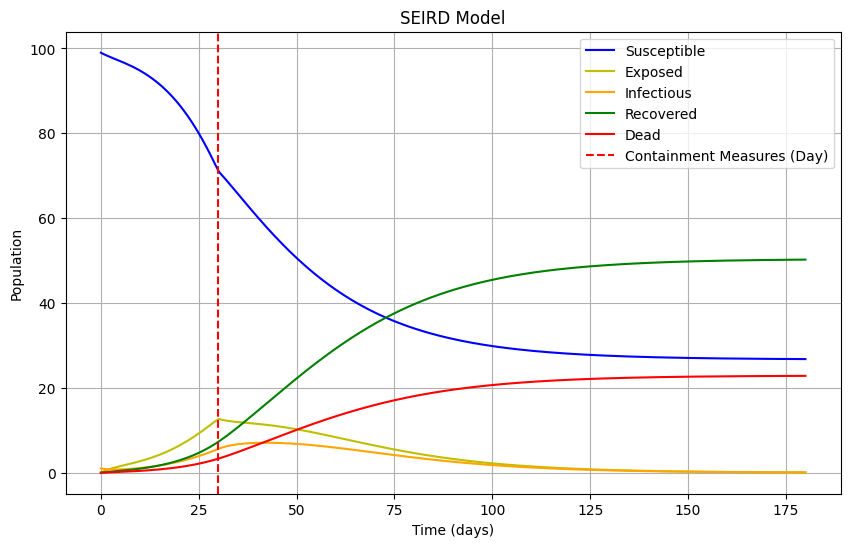 SEIRD Model
Susceptible
Exposed
Infectious
Recovered
Dead
Containment Measures (Day)
Population
100
80
60
40
20
0
0 25 50 75 100 125 150 175
Time (days)